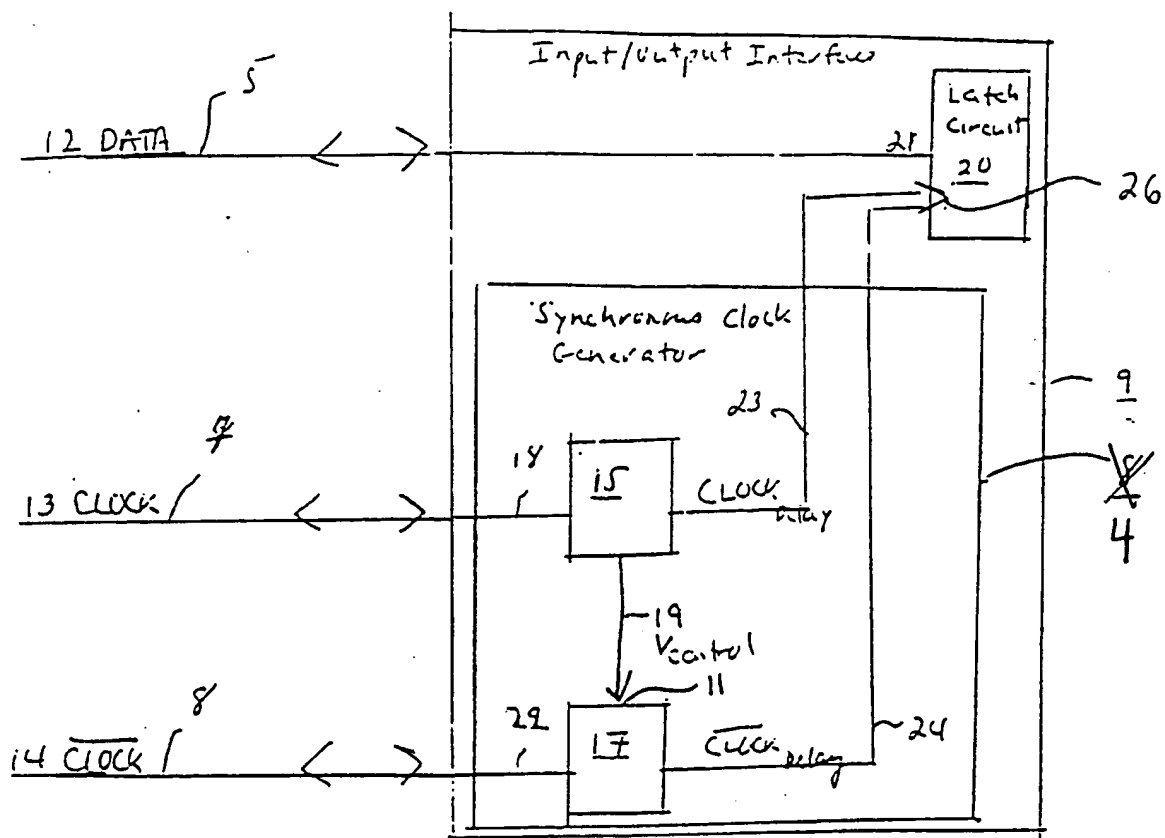 Input/Output Interface
5
Latch
Circuit
12 DATA
21
20
26
Synchronous Clock
Generator
23
9
7
18
15
CLOCK
Delay
13 CLOCK
4
19
Vcontrol
11
8
22
17
CLOCK
Delay
24
14 CLOCK